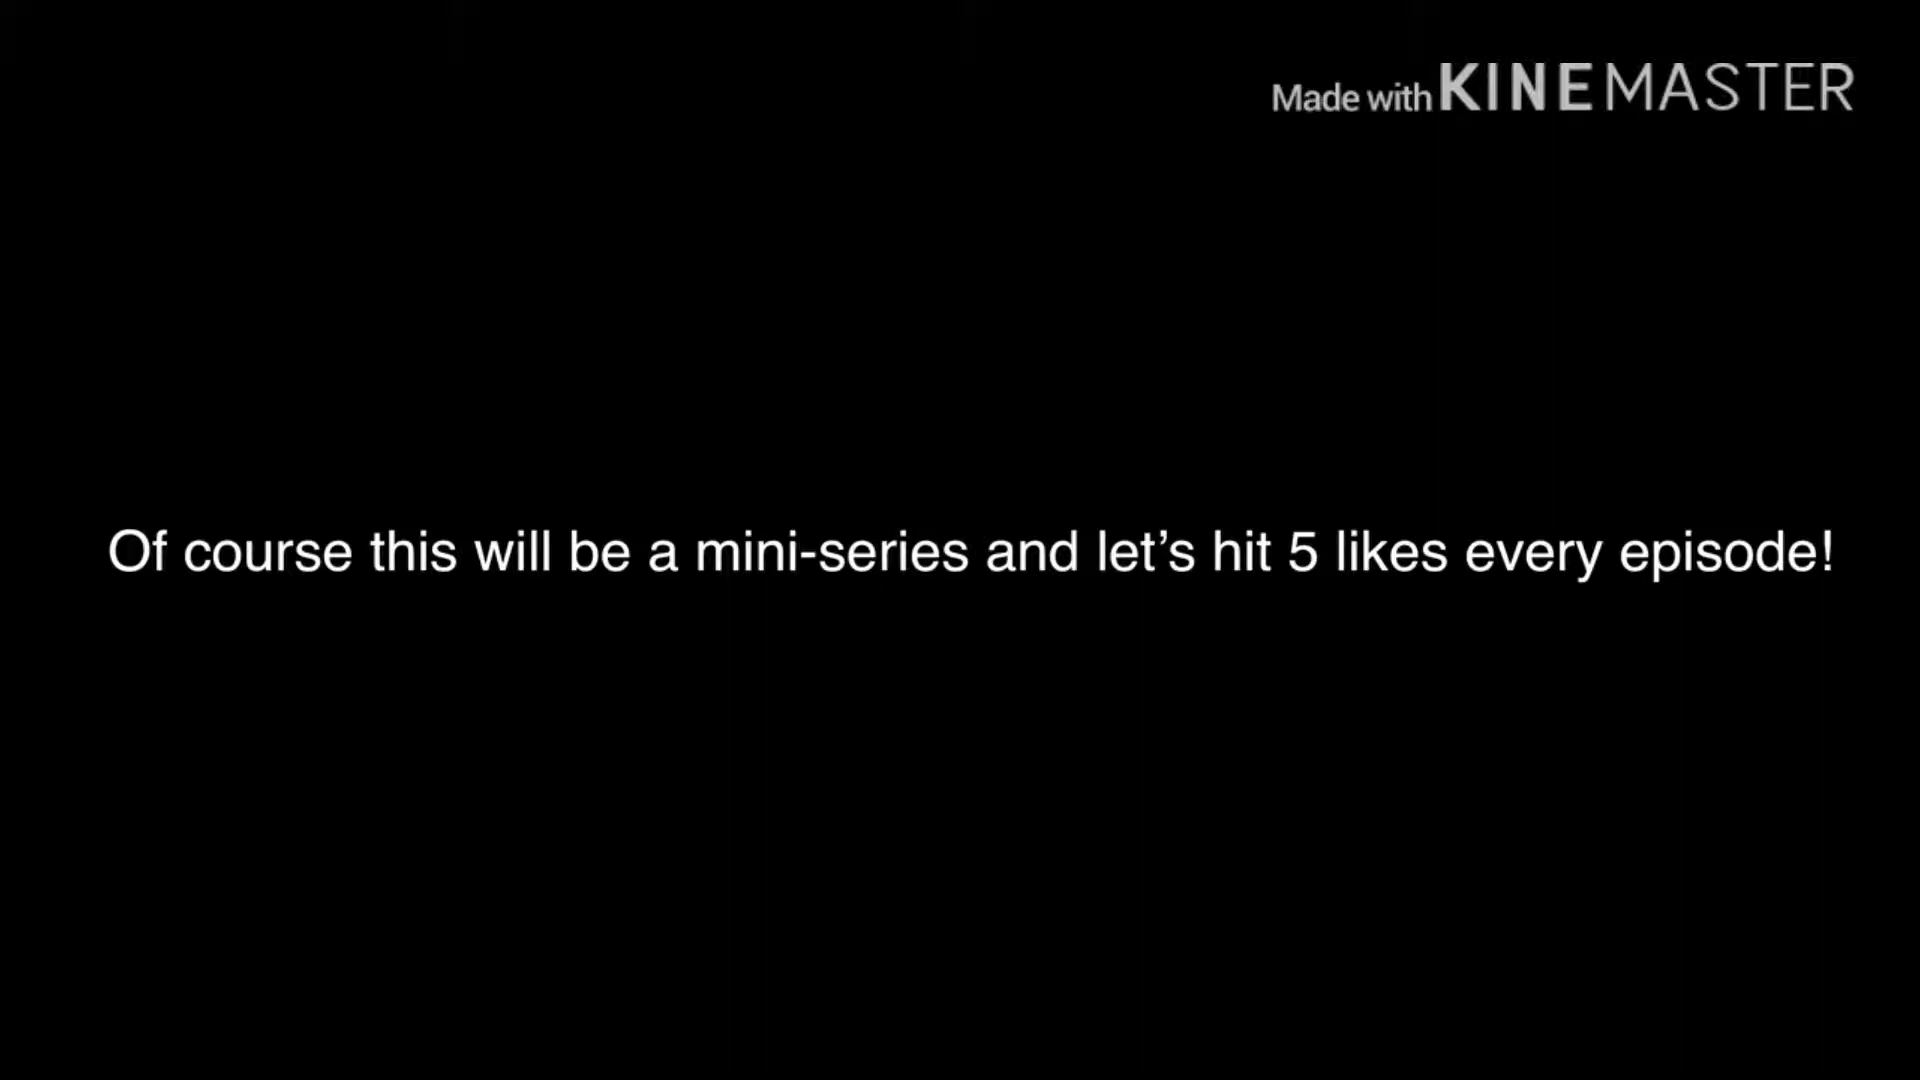 Made with KINEMASTER
Of course this will be a mini-series and let’s hit 5 likes every episode!